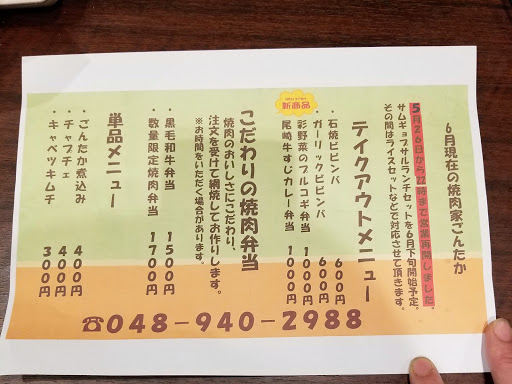 6月現在の焼肉家ごんたか
5月26日から22時まで営業再開しました。
サムギョプサルランチセットを6月下旬開始予定。
その間はライスセットなどで対応させて頂きます。
テイクアウトメニュー
・石焼ビビンバ 600円
・ガーリックビビンバ 600円
・彩野菜のプルコギ弁当 1000円
新商品
尾崎牛すじカレー弁当 1000円
こだわりの焼肉弁当
焼肉のおいしさにこだわり、
注文を受けて網焼してお作りします。
※お時間をいただく場合があります。
・黒毛和牛弁当 1500円
・数量限定焼肉弁当 1700円
単品メニュー
・ごんたか煮込み 400円
・チャプチェ 400円
・キャベツキムチ 300円
☎048-940-2988